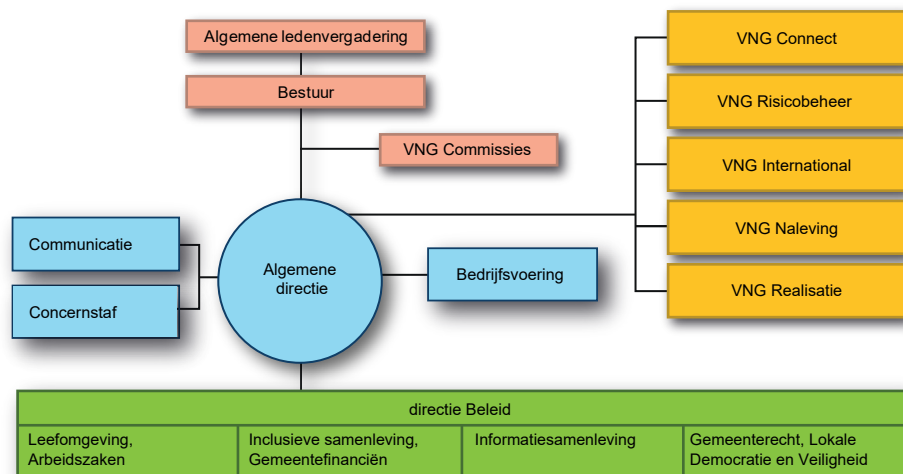 Algemene ledenvergadering
Bestuur
VNG Commissies
VNG Connect
VNG Risicobeheer
VNG International
VNG Naleving
VNG Realisatie
Communicatie
Concernstaf
Algemene
directie
Bedrijfsvoering
directie Beleid
Leefomgeving,
Arbeidszaken
Inclusieve samenleving,
Gemeentefinanciën
Informatiesamenleving
Gemeenterecht, Lokale
Democratie en Veiligheid